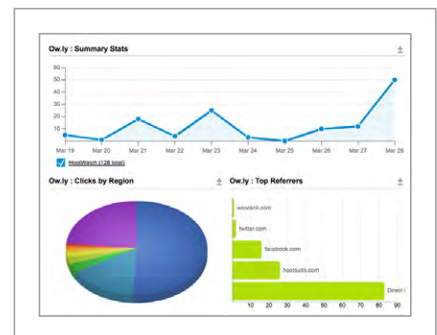 Ow.ly : Summary Stats
60
50
40
30
20
10
Mar 19 Mar 20 Mar 21 Mar 22 Mar 23 Mar 24 Mar 25 Mar 26 Mar 27 Mar 28
HootWatch (128 total)
Ow.ly : Clicks by Region
Ow.ly : Top Referrers
twitter.com
facebook.com
hootsuite.com
Direct
10 20 30 40 50 60 70 80 90